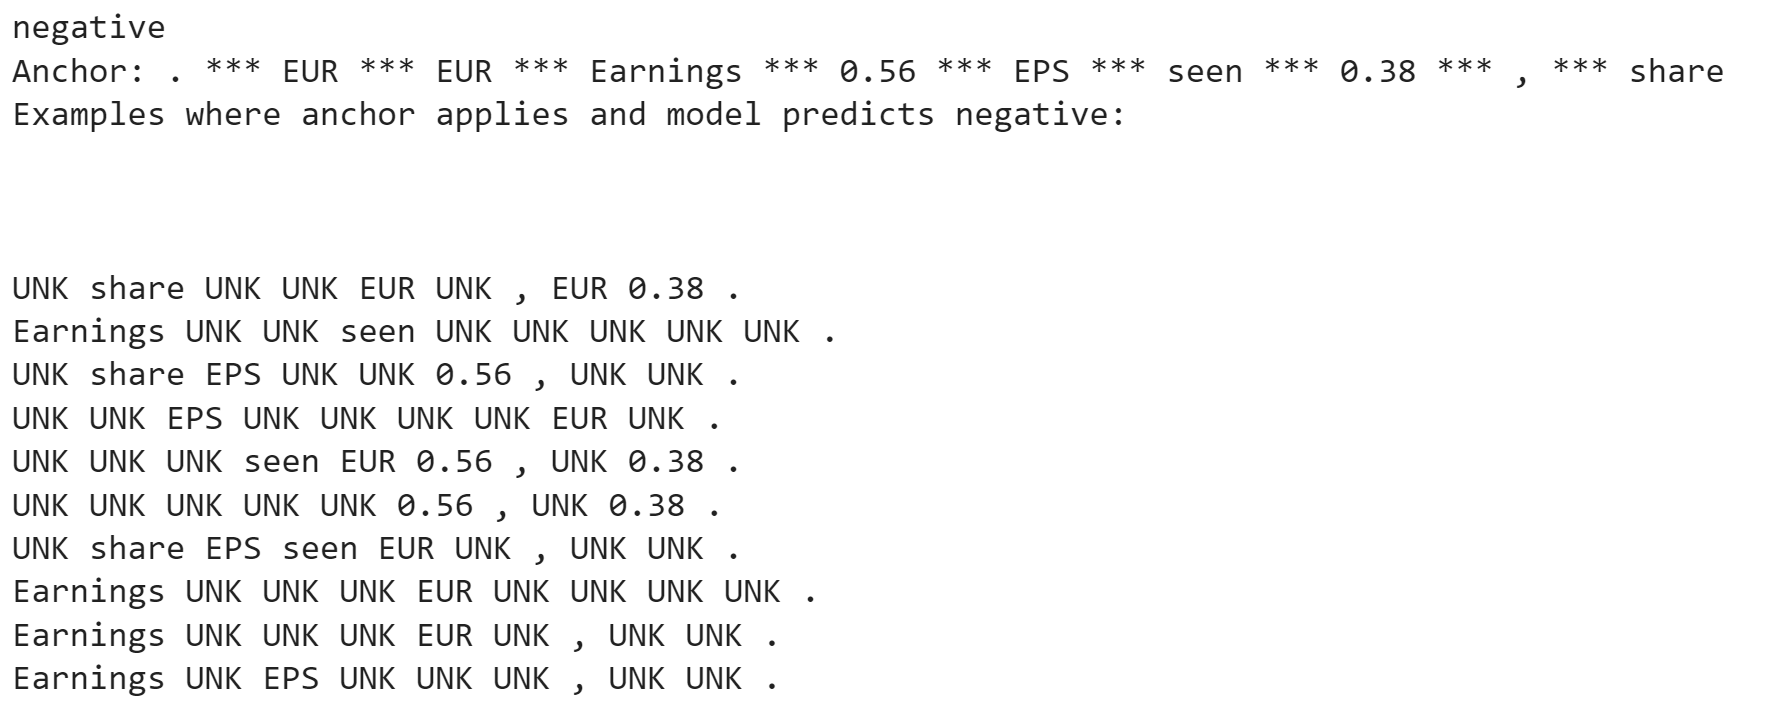 negative
Anchor: . *** EUR *** EUR *** Earnings *** 0.56 *** EPS *** seen *** 0.38 *** , *** share
Examples where anchor applies and model predicts negative:
UNK share UNK UNK EUR UNK , EUR 0.38 .
Earnings UNK UNK seen UNK UNK UNK UNK UNK .
UNK share EPS UNK UNK 0.56 , UNK UNK .
UNK UNK EPS UNK UNK UNK UNK EUR UNK .
UNK UNK UNK seen EUR 0.56 , UNK 0.38 .
UNK UNK UNK UNK UNK 0.56 , UNK 0.38 .
UNK share EPS seen EUR UNK , UNK UNK .
Earnings UNK UNK UNK EUR UNK UNK UNK UNK .
Earnings UNK UNK UNK EUR UNK , UNK UNK .
Earnings UNK EPS UNK UNK UNK , UNK UNK .